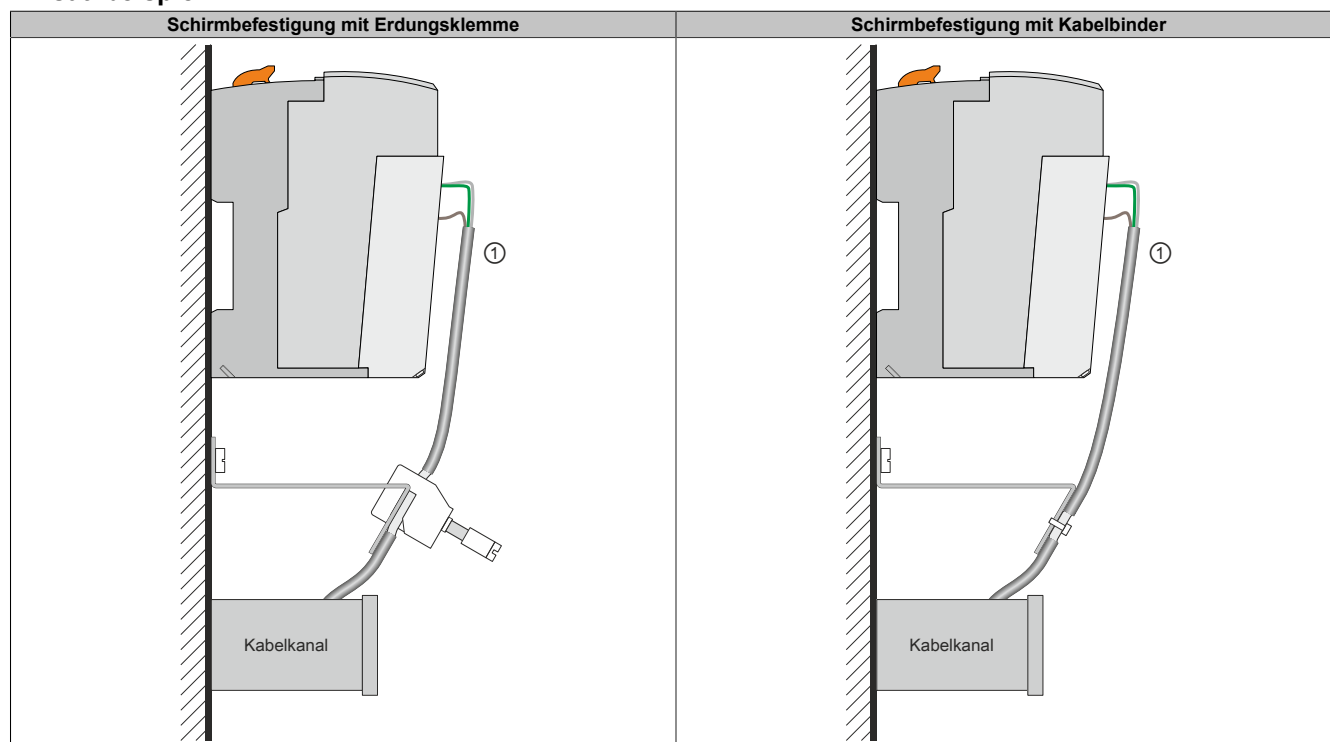 Schirmbefestigung mit Erdungsklemme
Schirmbefestigung mit Kabelbinder
①
①
Kabelkanal
Kabelkanal